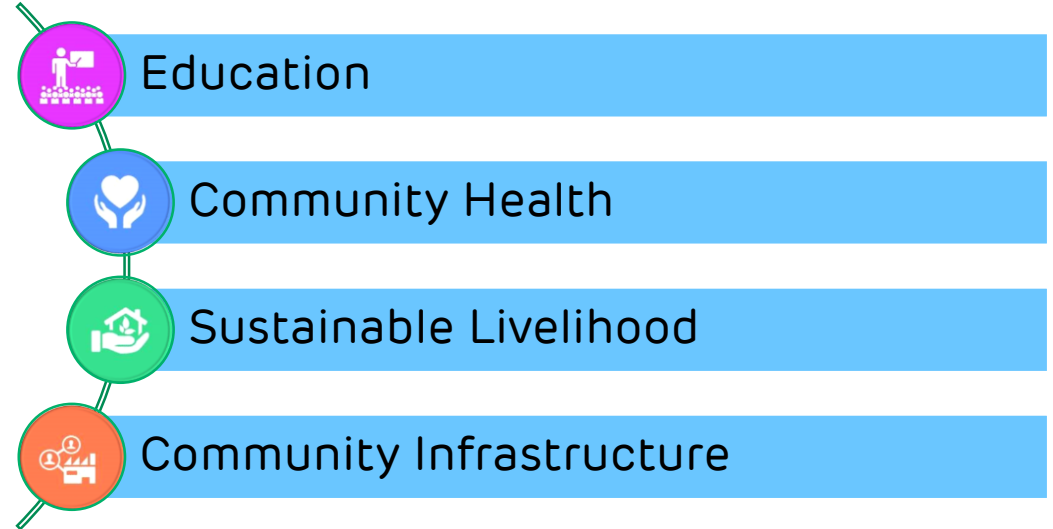 Education
Community Health
Sustainable Livelihood
Community Infrastructure